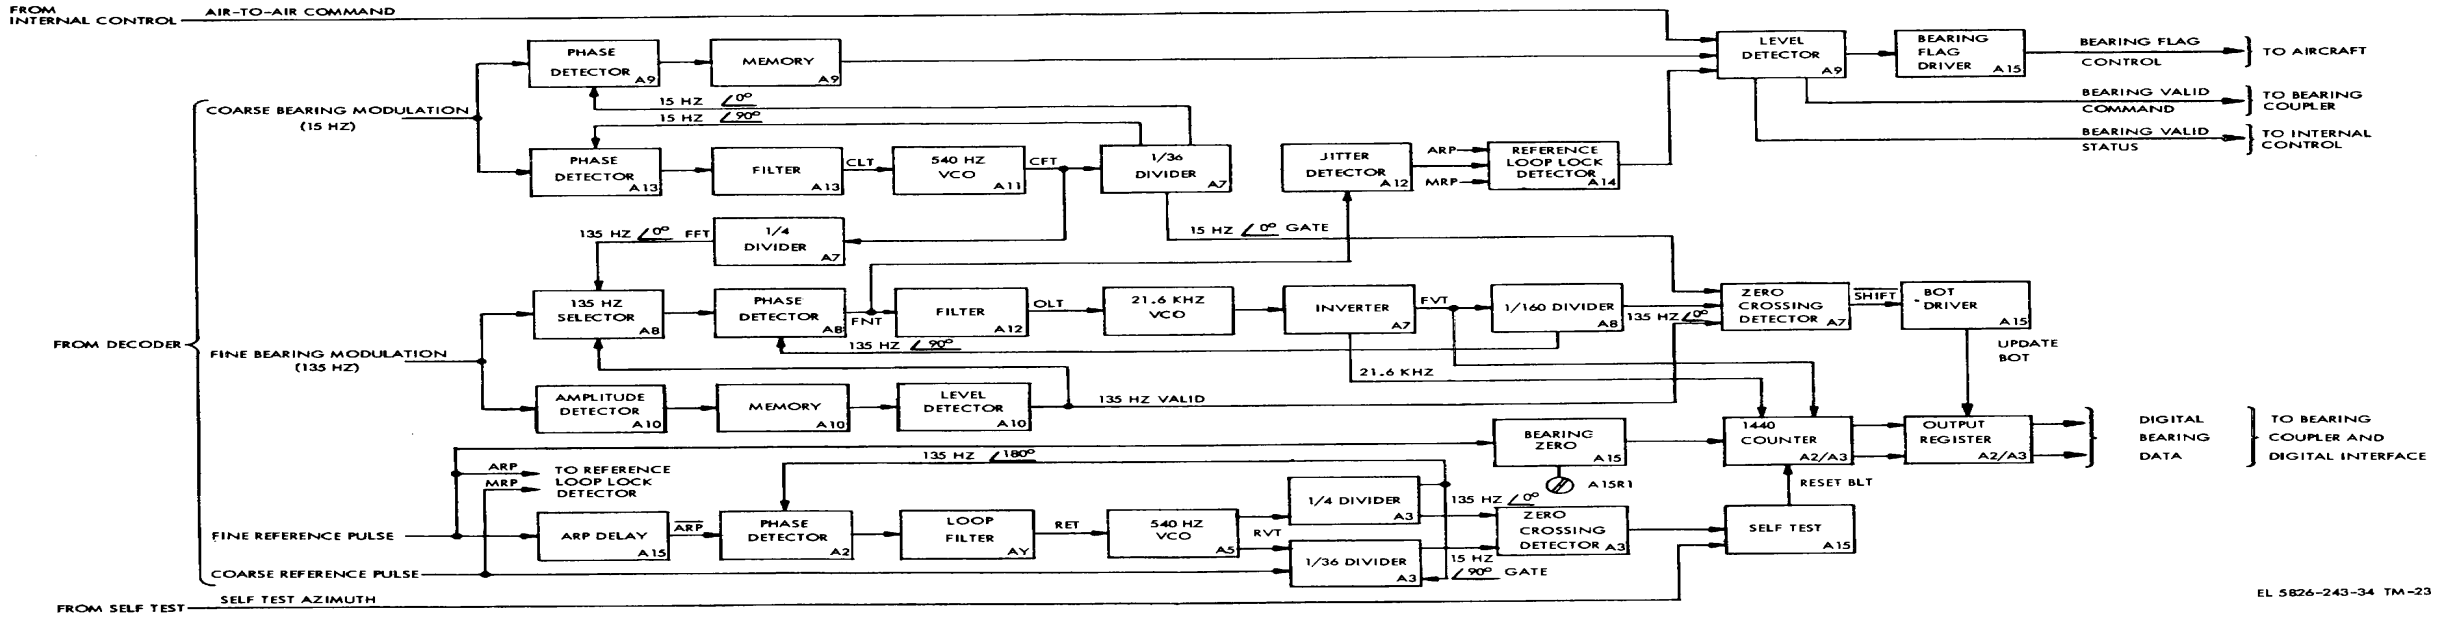 FROM
INTERNAL CONTROL
AIR-TO-AIR COMMAND
PHASE
DETECTOR
A9
MEMORY
A9
LEVEL
DETECTOR
A9
BEARING
FLAG
DRIVER
A15
BEARING FLAG
CONTROL
TO AIRCRAFT
BEARING VALID
COMMAND
TO BEARING
COUPLER
BEARING VALID
STATUS
TO INTERNAL
CONTROL
15 HZ ∠0°
15 HZ ∠90°
COARSE BEARING MODULATION
(15 HZ)
PHASE
DETECTOR
A13
FILTER
A13
CLT
540 HZ
VCO
A11
CFT
1/36
DIVIDER
A7
JITTER
DETECTOR
A12
ARP
MRP
REFERENCE
LOOP LOCK
DETECTOR
A14
135 HZ ∠0° FFT
1/4
DIVIDER
A7
15 HZ ∠0° GATE
FROM DECODER
FINE BEARING MODULATION
(135 HZ)
135 HZ
SELECTOR
A8
PHASE
DETECTOR
A8
FNT
FILTER
A12
OLT
21.6 KHZ
VCO
INVERTER
A7
FVT
1/160 DIVIDER
A8
135 HZ ∠0°
ZERO
CROSSING
DETECTOR
A7
SHIFT
BOT
DRIVER
A15
UPDATE
BOT
135 HZ ∠90°
21.6 KHZ
AMPLITUDE
DETECTOR
A10
MEMORY
A10
LEVEL
DETECTOR
A10
135 HZ VALID
BEARING
ZERO
A15
A15R1
1440
COUNTER
A2/A3
OUTPUT
REGISTER
A2/A3
DIGITAL
BEARING
DATA
TO BEARING
COUPLER AND
DIGITAL INTERFACE
RESET BLT
135 HZ ∠180°
ARP
MRP
TO REFERENCE
LOOP LOCK
DETECTOR
FINE REFERENCE PULSE
ARP DELAY
A15
ARP
PHASE
DETECTOR
A2
LOOP
FILTER
AY
RET
540 HZ
VCO
A5
RVT
1/4 DIVIDER
A3
135 HZ ∠0°
1/36 DIVIDER
A3
15 HZ
∠90° GATE
ZERO
CROSSING
DETECTOR
A3
SELF TEST
A15
COARSE REFERENCE PULSE
FROM SELF TEST
SELF TEST AZIMUTH
EL 5826-243-34 TM-23